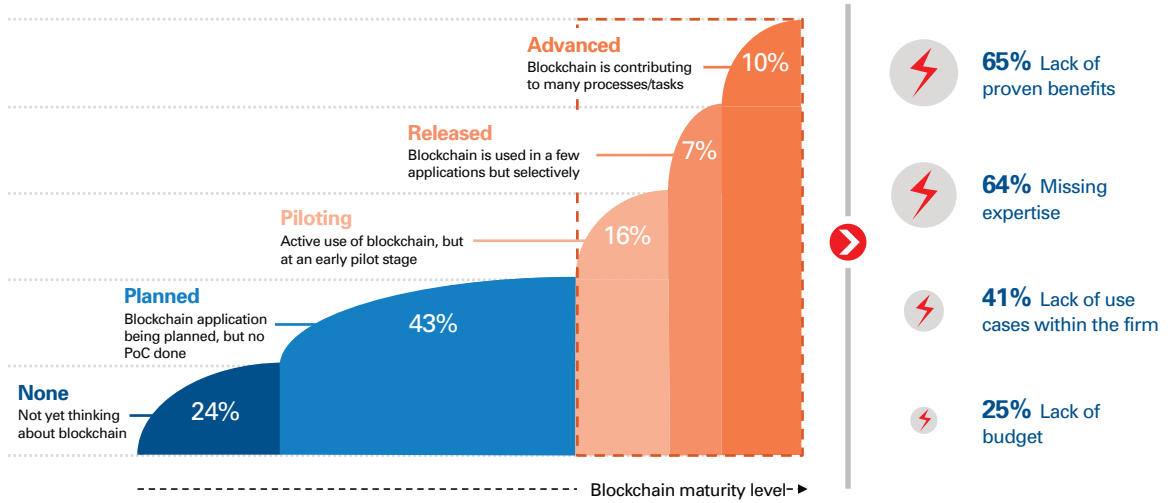 Advanced
Blockchain is contributing
to many processes/tasks
10%
Released
Blockchain is used in a few
applications but selectively
7%
Piloting
Active use of blockchain, but
at an early pilot stage
16%
Planned
Blockchain application
being planned, but no
PoC done
43%
None
Not yet thinking
about blockchain
24%
Blockchain maturity level
65% Lack of
proven benefits
64% Missing
expertise
41% Lack of use
cases within the firm
25% Lack of
budget